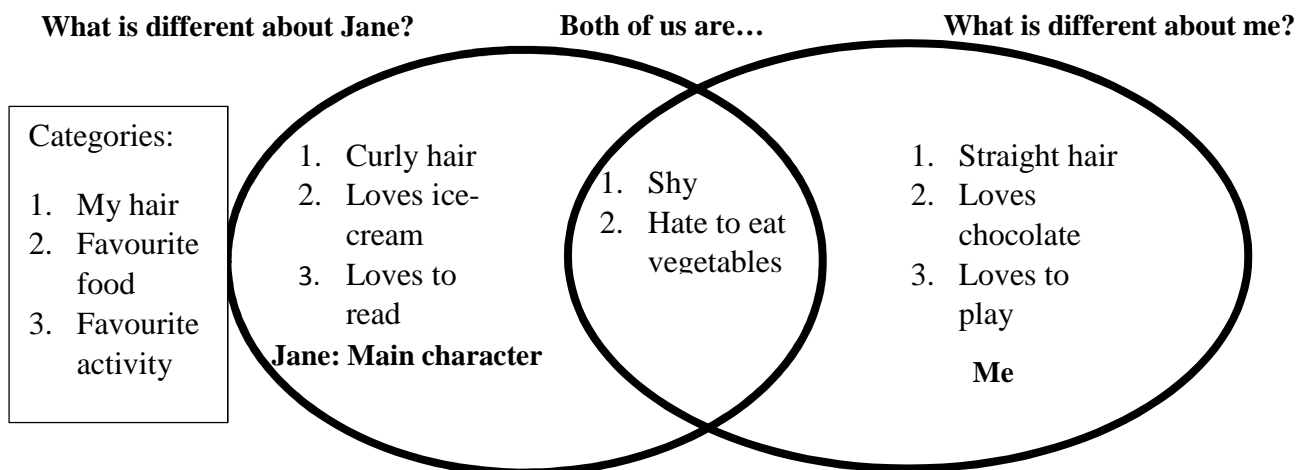 What is different about Jane?
Both of us are…
What is different about me?
Categories:
1. My hair
2. Favourite
food
3. Favourite
activity
1. Curly hair
2. Loves ice-
cream
3. Loves to
read
Jane: Main character
1. Shy
2. Hate to eat
vegetables
1. Straight hair
2. Loves
chocolate
3. Loves to
play
Me